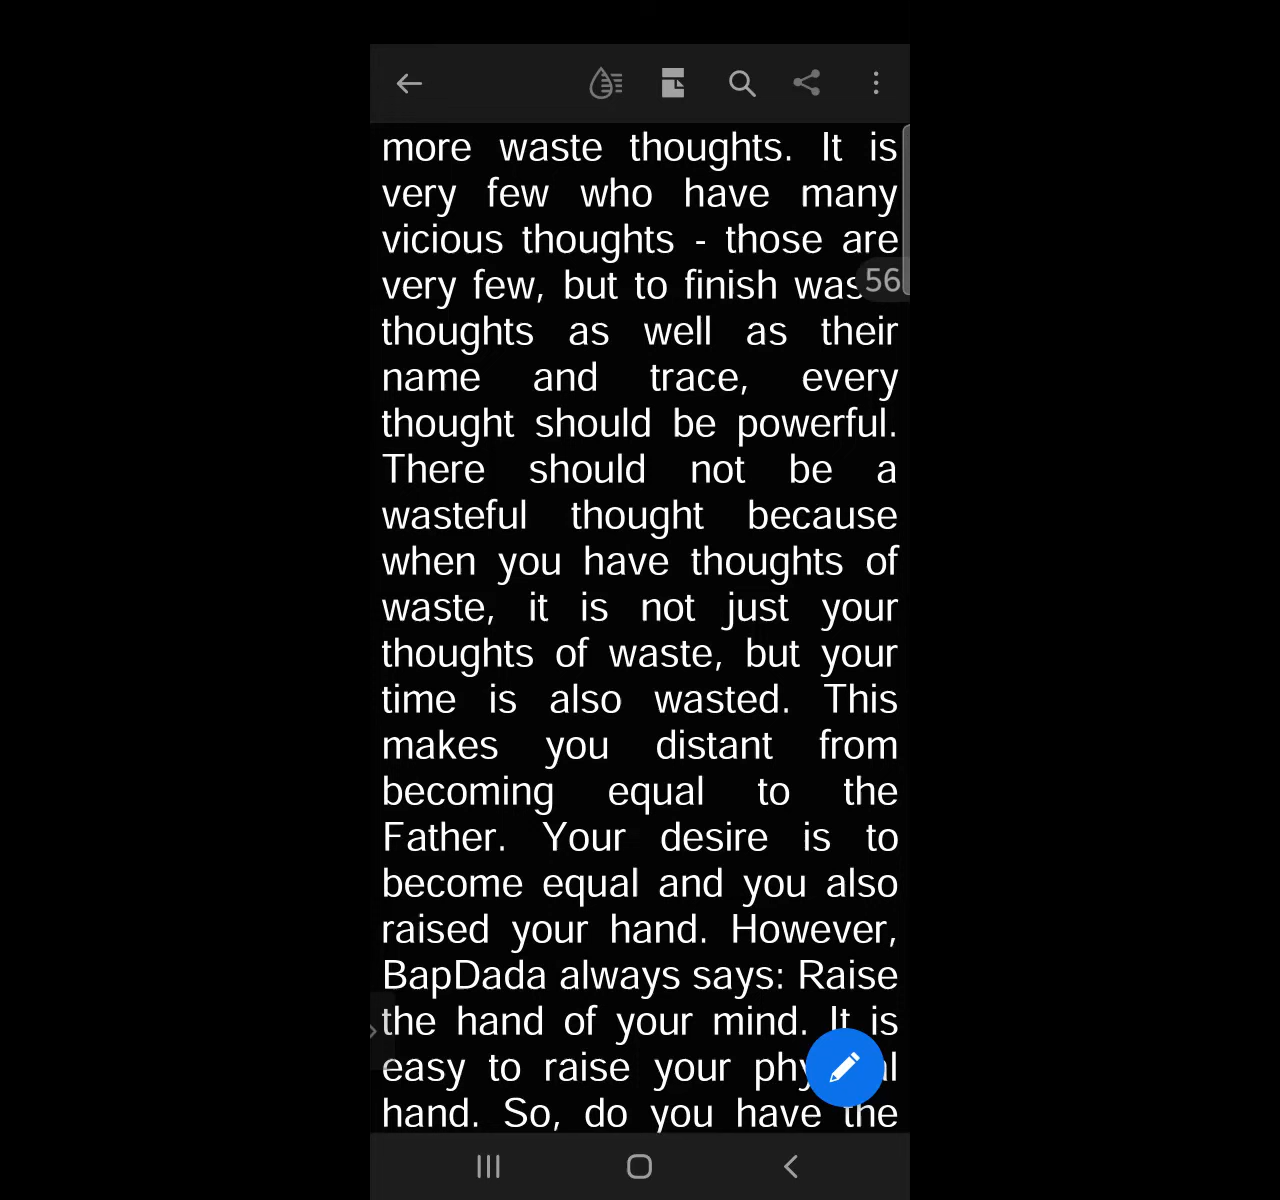 more waste thoughts. It is
very few who have many
vicious thoughts - those are
very few, but to finish was
56
thoughts as well as their
name and trace, every
thought should be powerful.
There should not be a
wasteful thought because
when you have thoughts of
waste, it is not just your
thoughts of waste, but your
time is also wasted. This
makes you distant from
becoming equal to the
Father. Your desire is to
become equal and you also
raised your hand. However,
BapDada always says: Raise
the hand of your mind. It is
easy to raise your
hand. So, do you have the